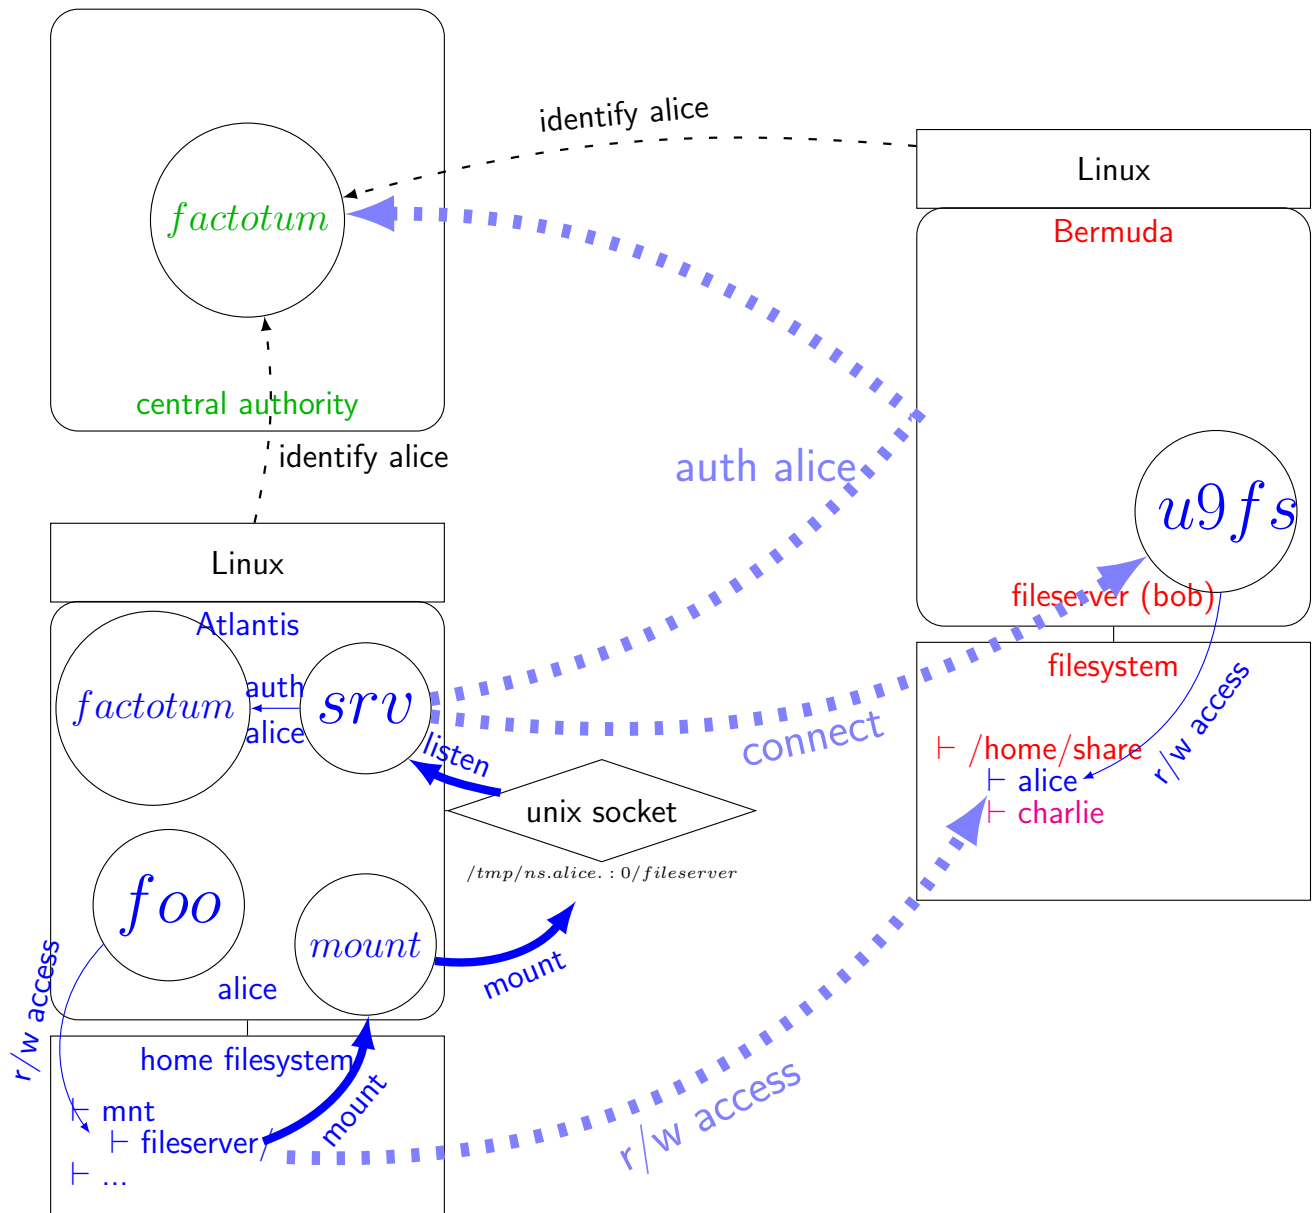 identify alice
Linux
factotum
Bermuda
central authority
identify alice
auth alice
u9fs
Linux
fileserver (bob)
Atlantis
filesystem
auth
factotum
srv
alice
listen
connect
r/w access
⊢ /home/share
⊢ alice
⊢ charlie
unix socket
/tmp/ns.alice. : 0/fileserver
foo
mount
mount
r/w access
alice
home filesystem
mount
r/w access
⊢ mnt
⊢ fileserver/
⊢ ...